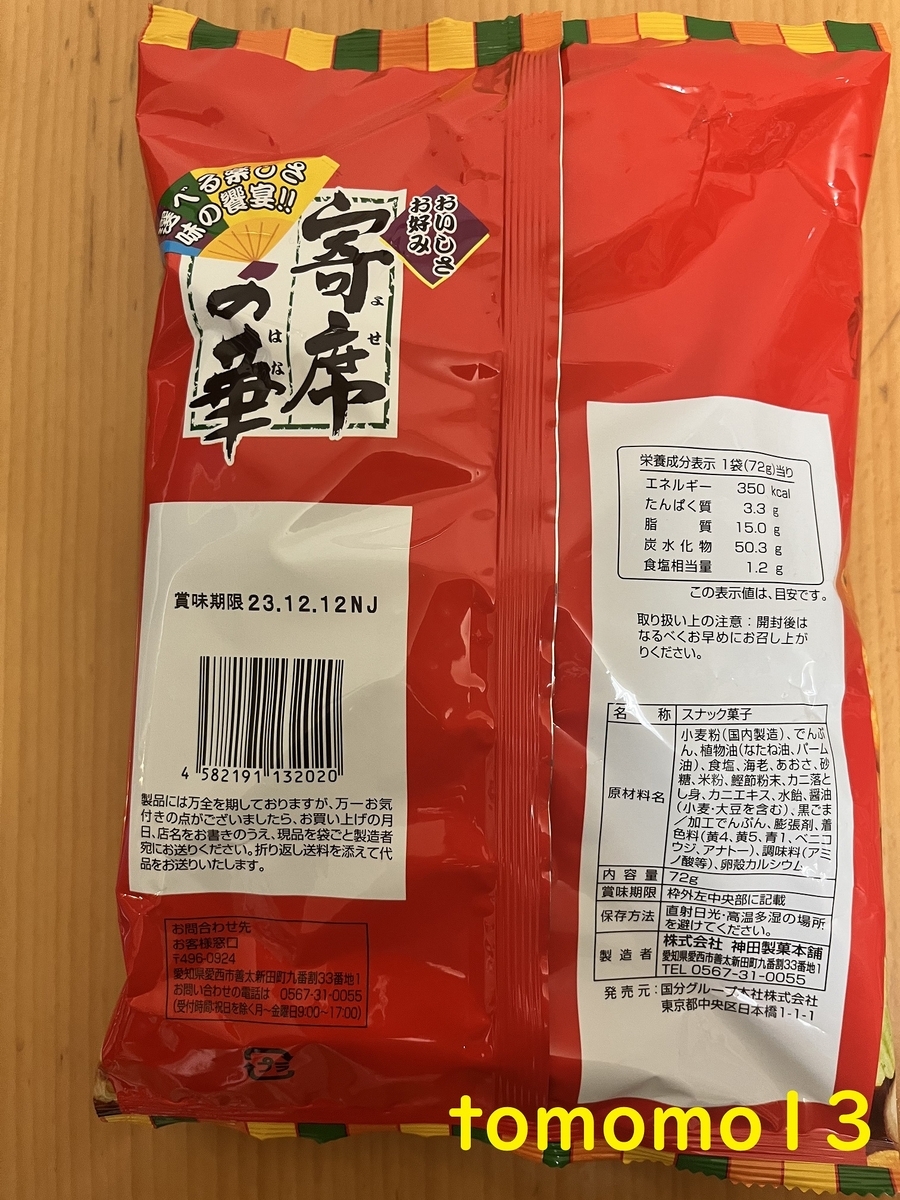 食べる楽しさ
味の饗宴!!
おいしさ
お好み
寄席
よせ
の華
はな
賞味期限23.12.12NJ
4 582191 132020
製品には万全を期しておりますが、万一お気
付きの点がございましたら、お買い上げの月
日、店名をお書きのうえ、現品を袋ごと製造者
宛にお送りください。折り返し送料を添えて代
品をお送りいたします。
お問合わせ先
お客様窓口
〒496-0924
愛知県愛西市善太新田町九番割33番地1
お問い合わせの電話は 0567-31-0055
(受付時間:祝日を除く月〜金曜日9:00〜17:00)
プラ
栄養成分表示 1袋(72g)当り
エネルギー 350 kcal
たんぱく質 3.3 g
脂質 15.0 g
炭水化物 50.3 g
食塩相当量 1.2 g
この表示値は、目安です。
取り扱い上の注意:開封後は
なるべくお早めにお召し上が
りください。
名称 スナック菓子
原材料名
小麦粉(国内製造)、でんぷ
ん、植物油(なたね油、パーム
油)、食塩、海老、あおさ、砂
糖、米粉、鰹節粉末、カニ落と
し身、カニエキス、水飴、醤油
(小麦・大豆を含む)、黒ごま
/加工でんぷん、膨張剤、着
色料(黄4、黄5、青1、ベニコ
ウジ、アナトー)、調味料(アミ
ノ酸等)、卵殻カルシウム
内容量 72g
賞味期限 枠外左中央部に記載
保存方法 直射日光・高温多湿の場所
を避けてください。
製造者 株式会社 神田製菓本舗
愛知県愛西市善太新田町九番割33番地1
TEL 0567-31-0055
発売元:国分グループ本社株式会社
東京都中央区日本橋1-1-1
tomomo13